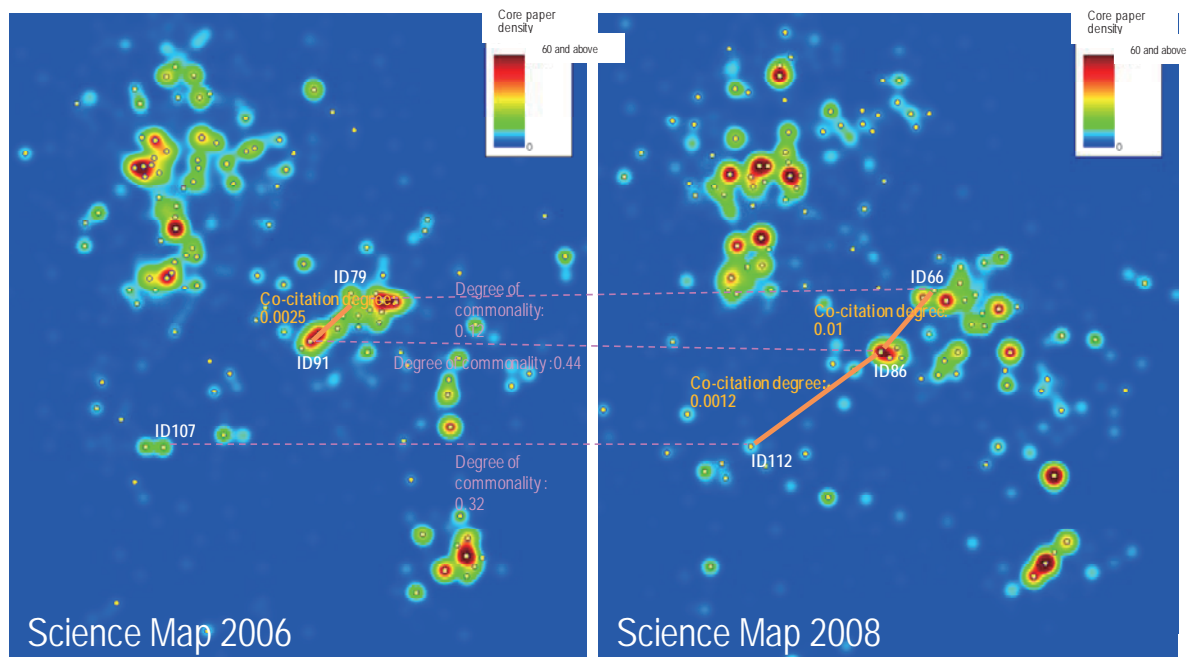 Core paper
density
60 and above
0
ID79
Co-citation degree:
0.0025
ID91
ID107
Degree of
commonality:
0.12
Degree of commonality :0.44
Degree of
commonality :
0.32
Science Map 2006
Core paper
density
60 and above
0
ID66
Co-citation degree:
0.01
ID86
Co-citation degree:
0.0012
ID112
Science Map 2008